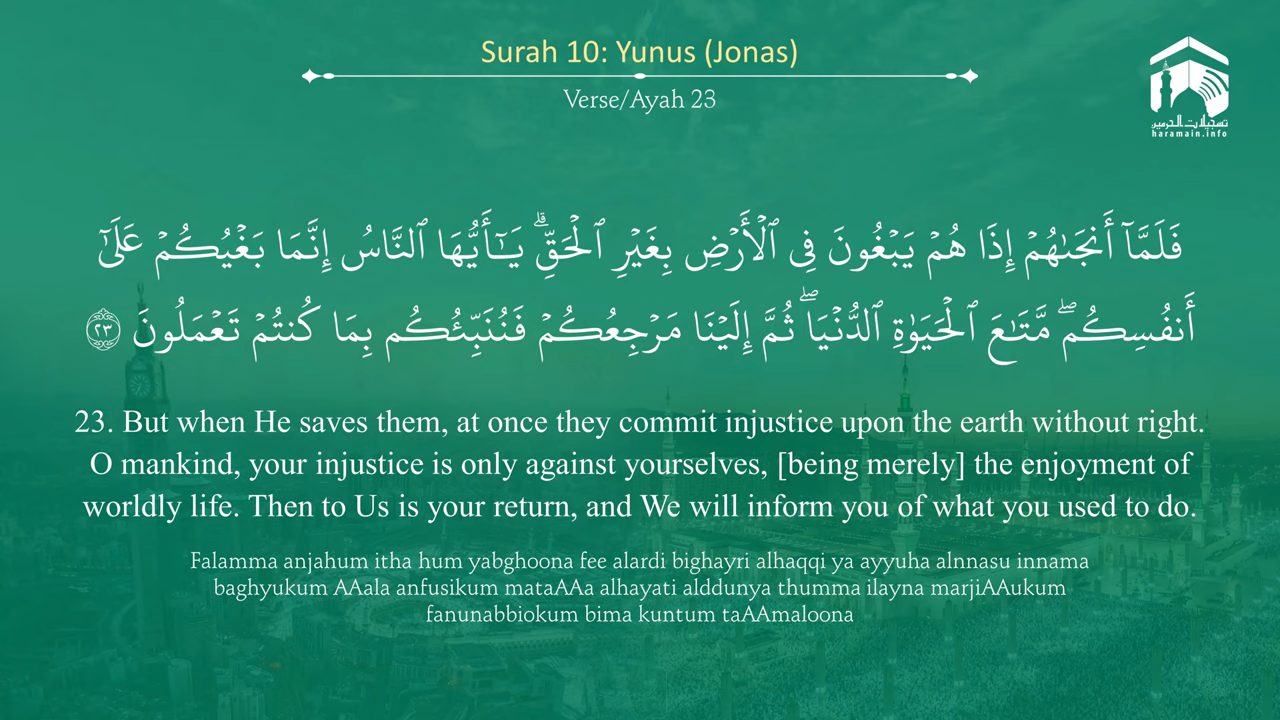 Surah 10: Yunus (Jonas)
Verse/Ayah 23
تسجيلات الحرمين
haramain.info
فَلَمَّآ أَنجَىٰهُمْ إِذَا هُمْ يَبْغُونَ فِى ٱلْأَرْضِ بِغَيْرِ ٱلْحَقِّ ۗ يَـٰٓأَيُّهَا ٱلنَّاسُ إِنَّمَا بَغْيُكُمْ عَلَىٰٓ
أَنفُسِكُم ۖ مَّتَـٰعَ ٱلْحَيَوٰةِ ٱلدُّنْيَا ۖ ثُمَّ إِلَيْنَا مَرْجِعُكُمْ فَنُنَبِّئُكُم بِمَا كُنتُمْ تَعْمَلُونَ ٢٣
23. But when He saves them, at once they commit injustice upon the earth without right.
O mankind, your injustice is only against yourselves, [being merely] the enjoyment of
worldly life. Then to Us is your return, and We will inform you of what you used to do.
Falamma anjahum itha hum yabghoona fee alardi bighayri alhaqqi ya ayyuha alnnasu innama
baghyukum AAala anfusikum mataAAa alhayati alddunya thumma ilayna marjiAAukum
fanunabbiokum bima kuntum taAAmaloona